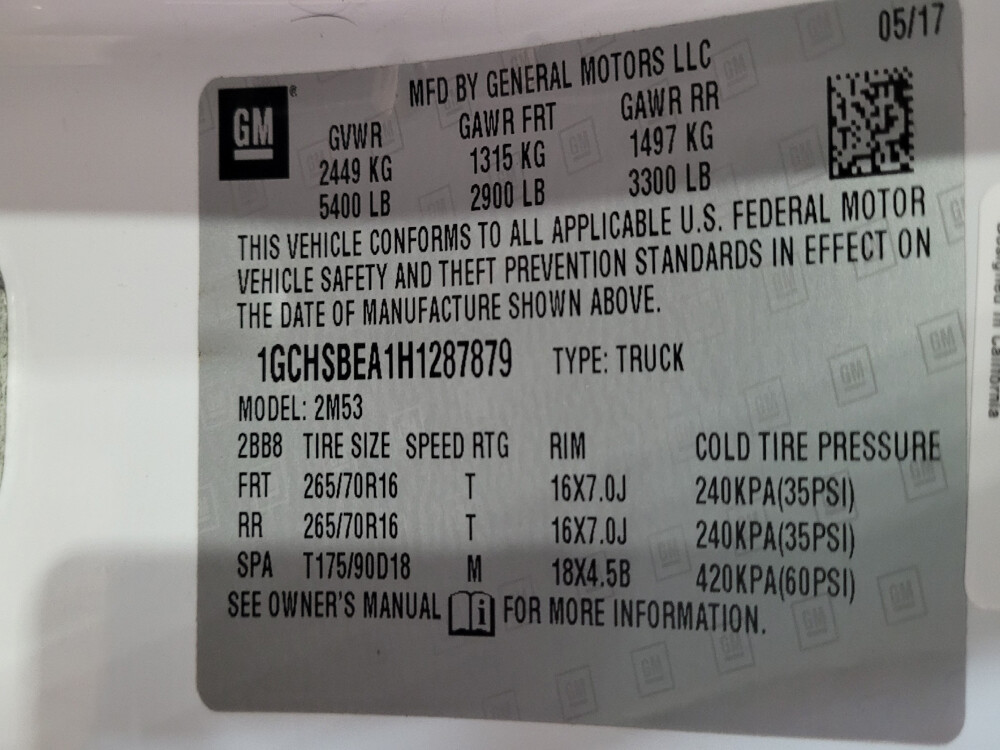 05/17
MFD BY GENERAL MOTORS LLC
GM®
GVWR GAWR FRT GAWR RR
2449 KG 1315 KG 1497 KG
5400 LB 2900 LB 3300 LB
THIS VEHICLE CONFORMS TO ALL APPLICABLE U.S. FEDERAL MOTOR
VEHICLE SAFETY AND THEFT PREVENTION STANDARDS IN EFFECT ON
THE DATE OF MANUFACTURE SHOWN ABOVE.
1GCHSBEA1H1287879 TYPE: TRUCK
MODEL: 2M53
2BB8 TIRE SIZE SPEED RTG RIM COLD TIRE PRESSURE
FRT 265/70R16 T 16X7.0J 240KPA(35PSI)
RR 265/70R16 T 16X7.0J 240KPA(35PSI)
SPA T175/90D18 M 18X4.5B 420KPA(60PSI)
SEE OWNER'S MANUAL i FOR MORE INFORMATION.
in California